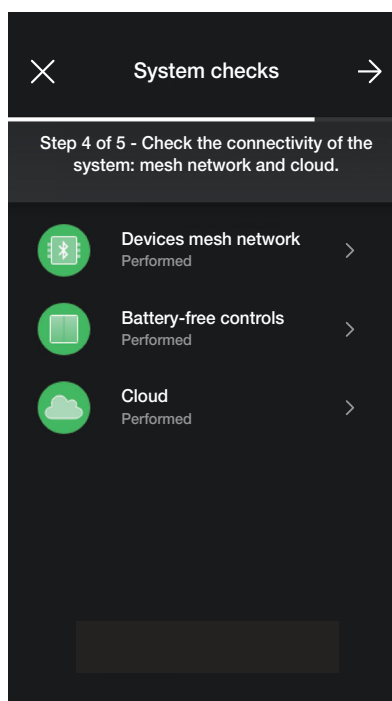 System checks
Step 4 of 5 - Check the connectivity of the
system: mesh network and cloud.
Devices mesh network
Performed
Battery-free controls
Performed
Cloud
Performed